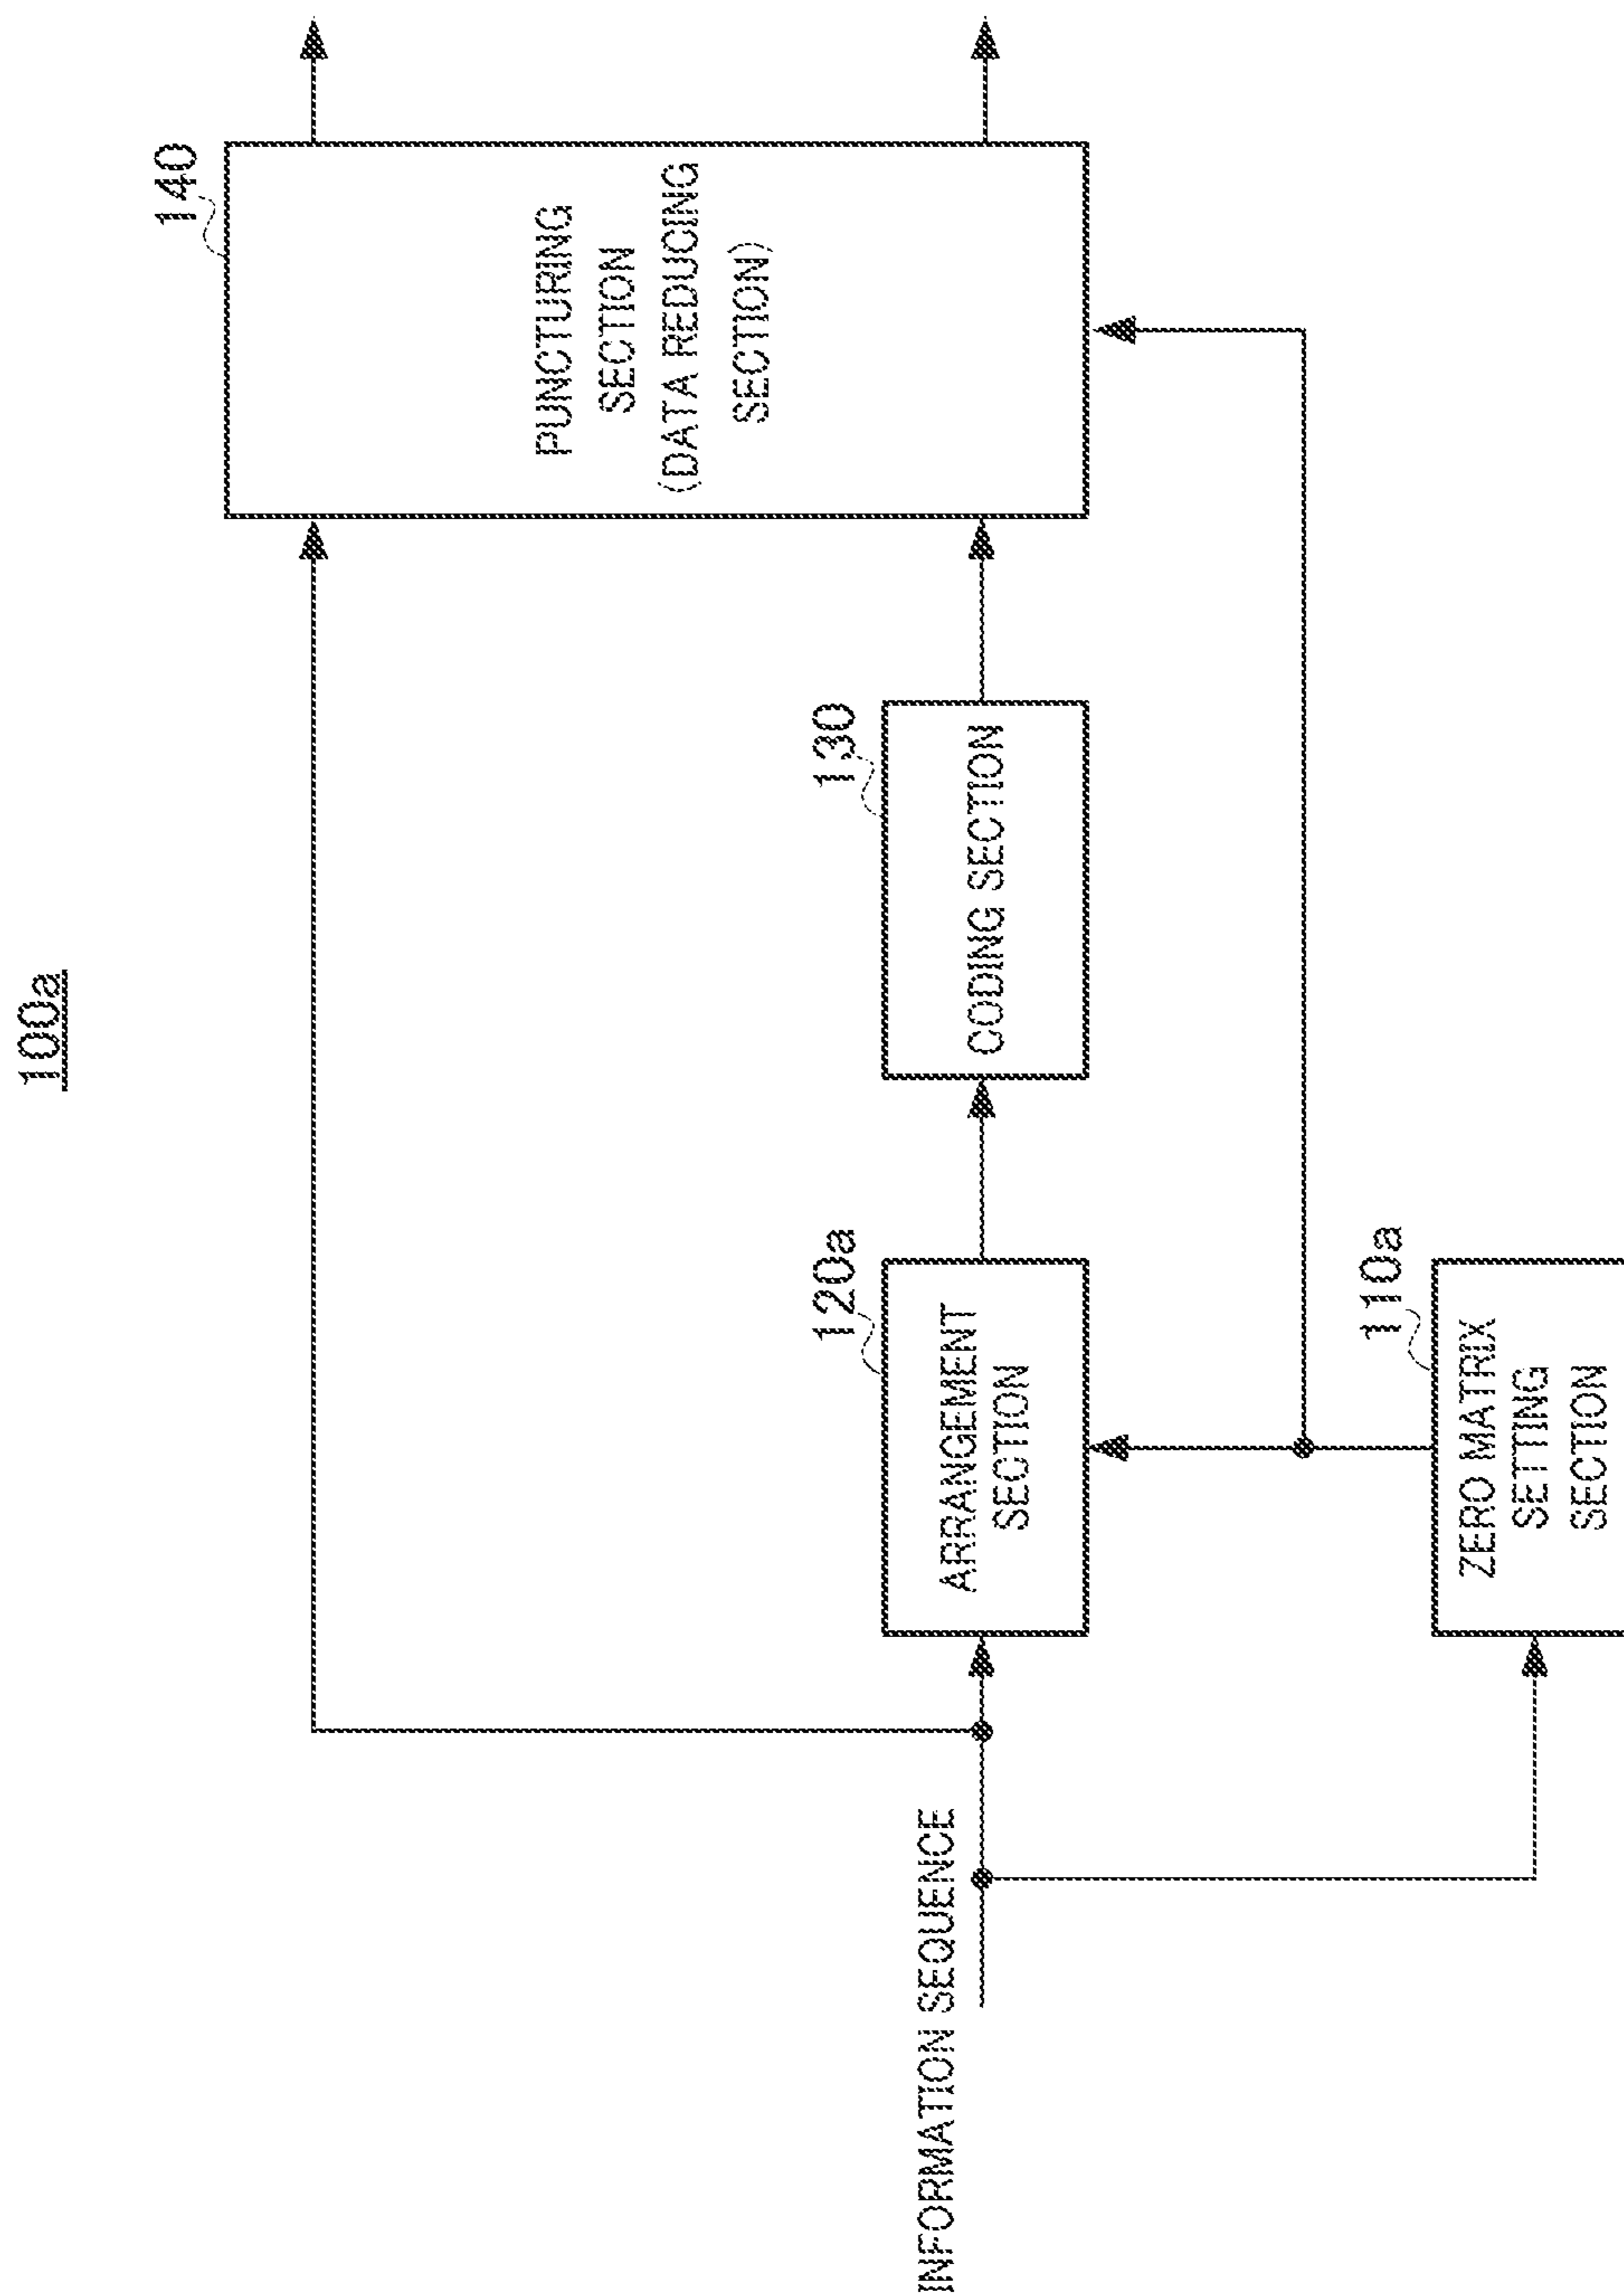 100a
140
PUNCTURING
SECTION
(DATA REDUCING
SECTION)
130
CODING SECTION
120a
ARRANGEMENT
SECTION
INFORMATION SEQUENCE
110a
ZERO MATRIX
SETTING
SECTION